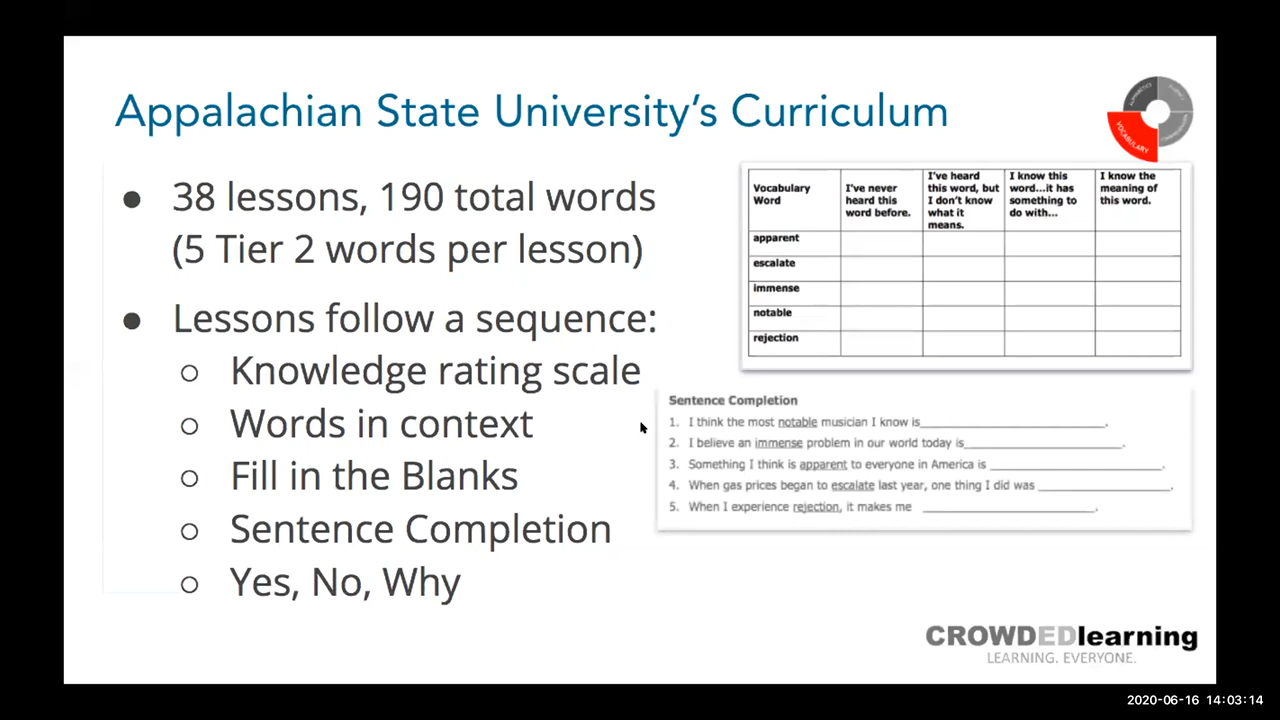 Appalachian State University's Curriculum
VOCABULARY
● 38 lessons, 190 total words
(5 Tier 2 words per lesson)
● Lessons follow a sequence:
○ Knowledge rating scale
○ Words in context
○ Fill in the Blanks
○ Sentence Completion
○ Yes, No, Why
Vocabulary Word | I've never heard this word before. | I've heard this word, but I don't know what it means. | I know this word...it has something to do with... | I know the meaning of this word.
apparent
escalate
immense
notable
rejection
Sentence Completion
1. I think the most notable musician I know is____________________.
2. I believe an immense problem in our world today is____________________.
3. Something I think is apparent to everyone in America is ____________________.
4. When gas prices began to escalate last year, one thing I did was ____________________.
5. When I experience rejection, it makes me ____________________.
CROWDEDlearning
LEARNING. EVERYONE.
2020-06-16 14:03:14